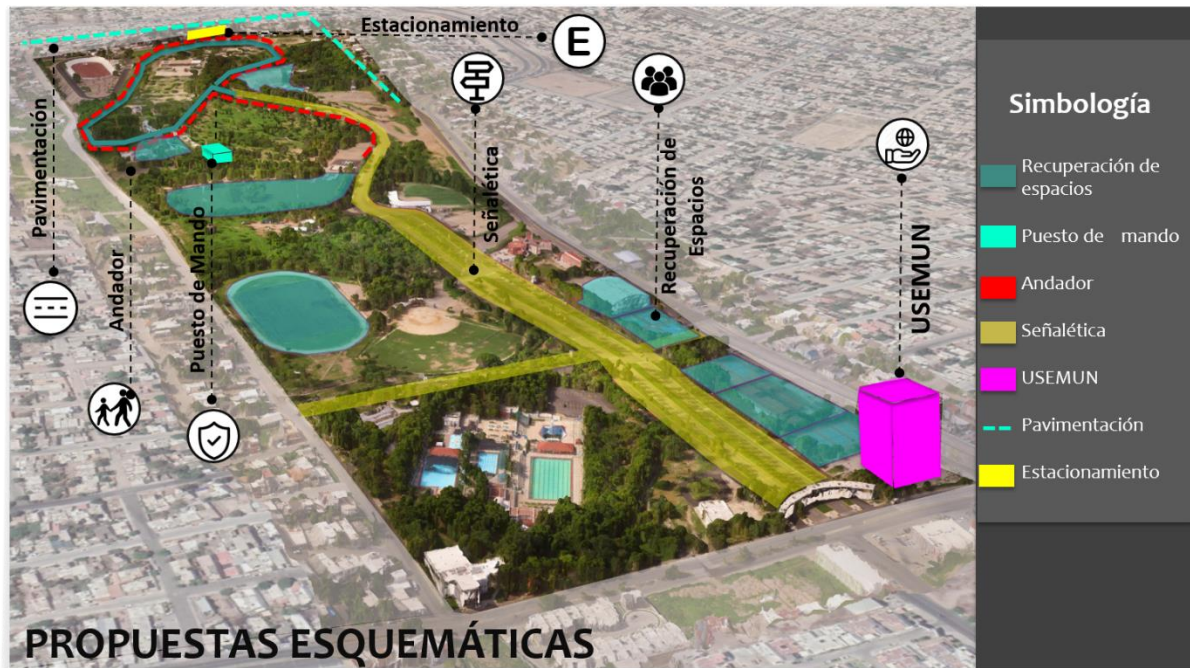 Estacionamiento
E
Pavimentación
Andador
Puesto de Mando
Señalética
Recuperación de
Espacios
USEMUN
PROPUESTAS ESQUEMÁTICAS
Simbología
Recuperación de
espacios
Puesto de mando
Andador
Señalética
USEMUN
Pavimentación
Estacionamiento